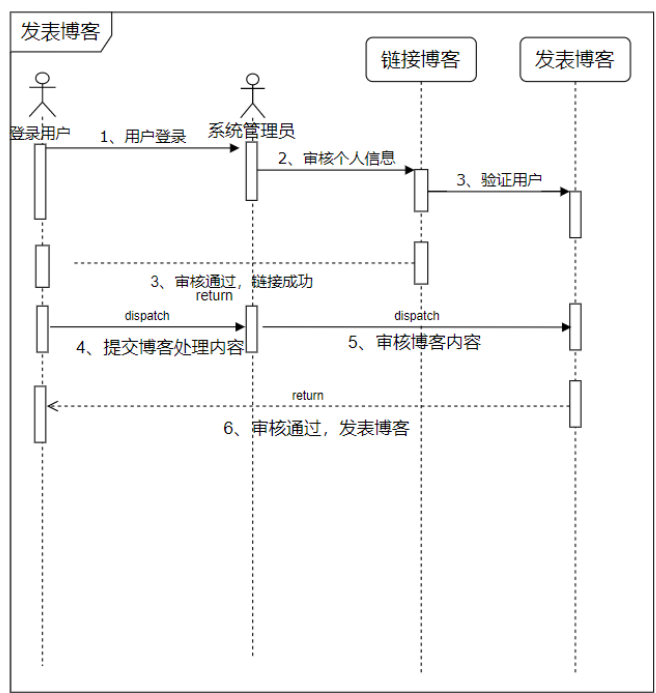 发表博客
链接博客
发表博客
登录用户
系统管理员
1、用户登录
2、审核个人信息
3、验证用户
3、审核通过，链接成功
return
dispatch
dispatch
4、提交博客处理内容
5、审核博客内容
return
6、审核通过，发表博客